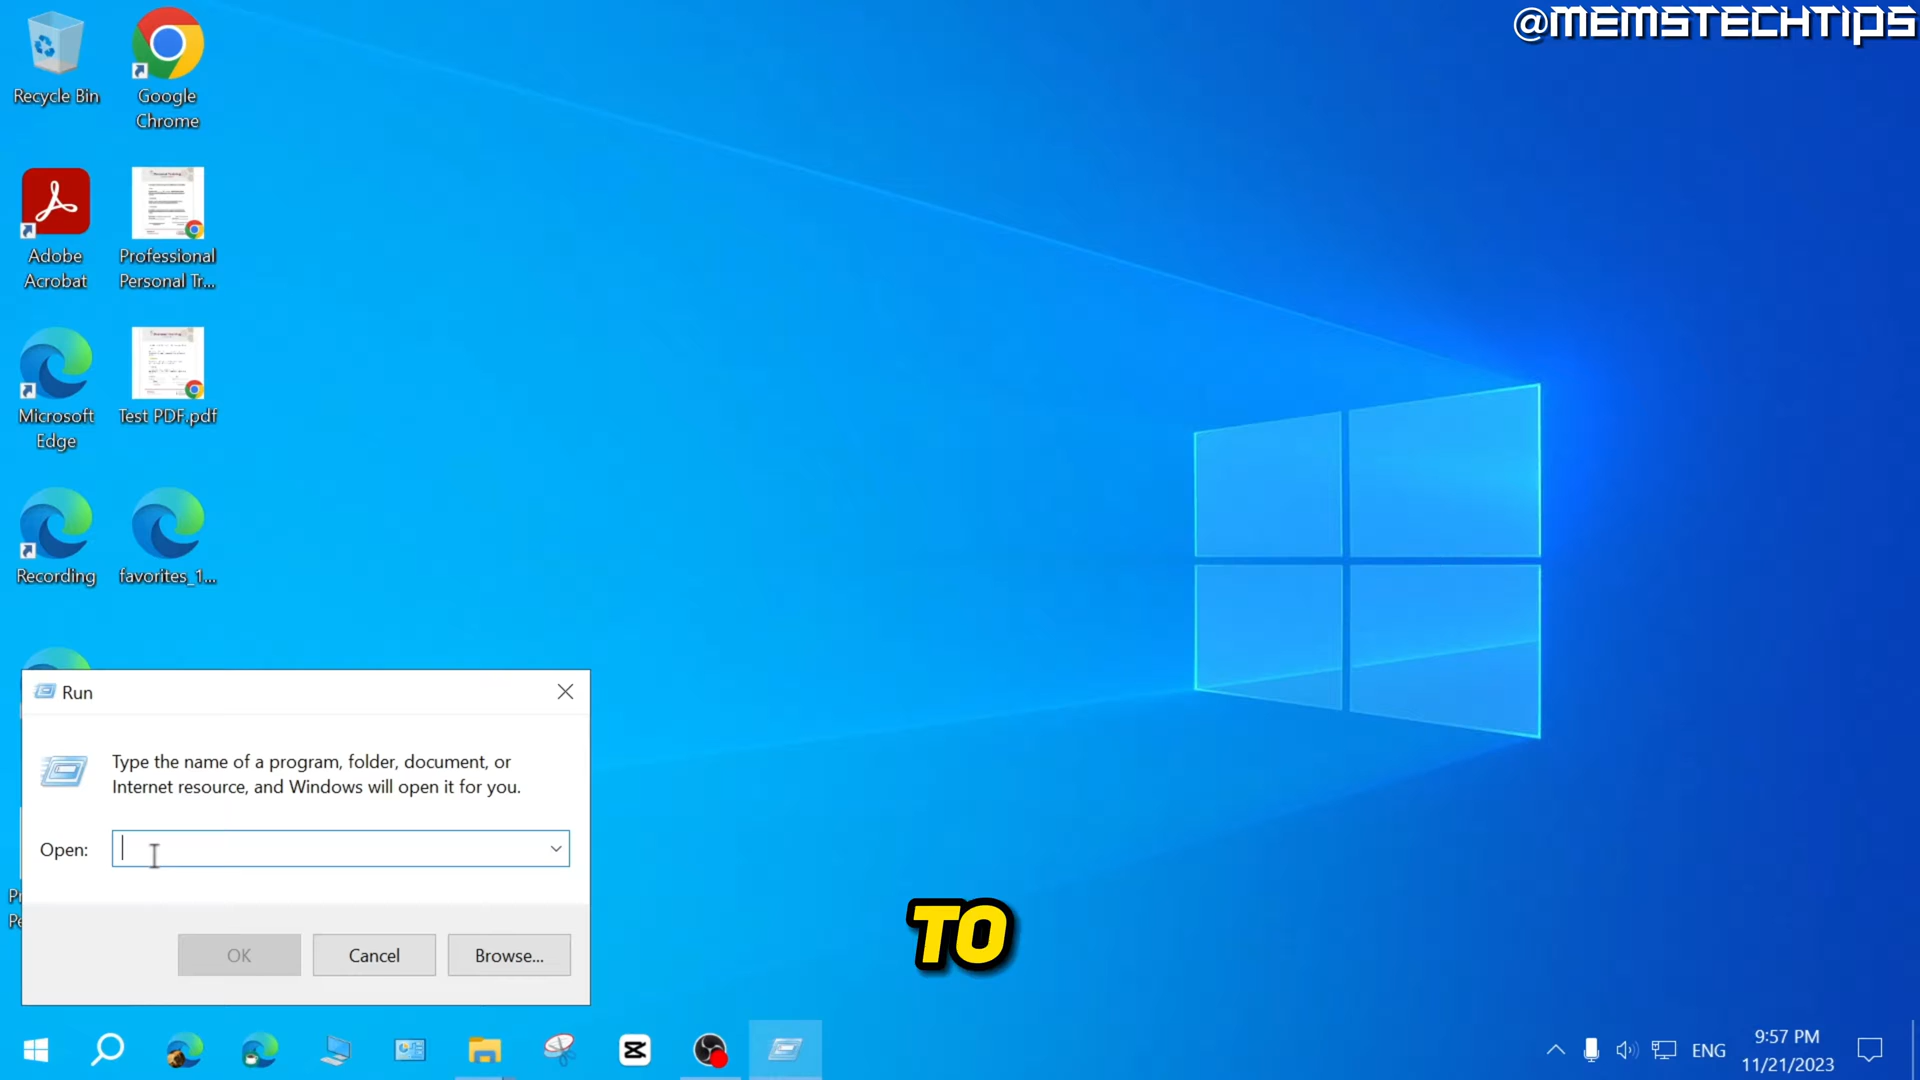 @MEMSTECHTIPS
Recycle Bin
Google
Chrome
Adobe
Acrobat
Professional
Personal Tr...
Microsoft
Edge
Test PDF.pdf
Recording
favorites_1...
Run
Type the name of a program, folder, document, or
Internet resource, and Windows will open it for you.
Open:
OK
Cancel
Browse...
TO
ENG
9:57 PM
11/21/2023